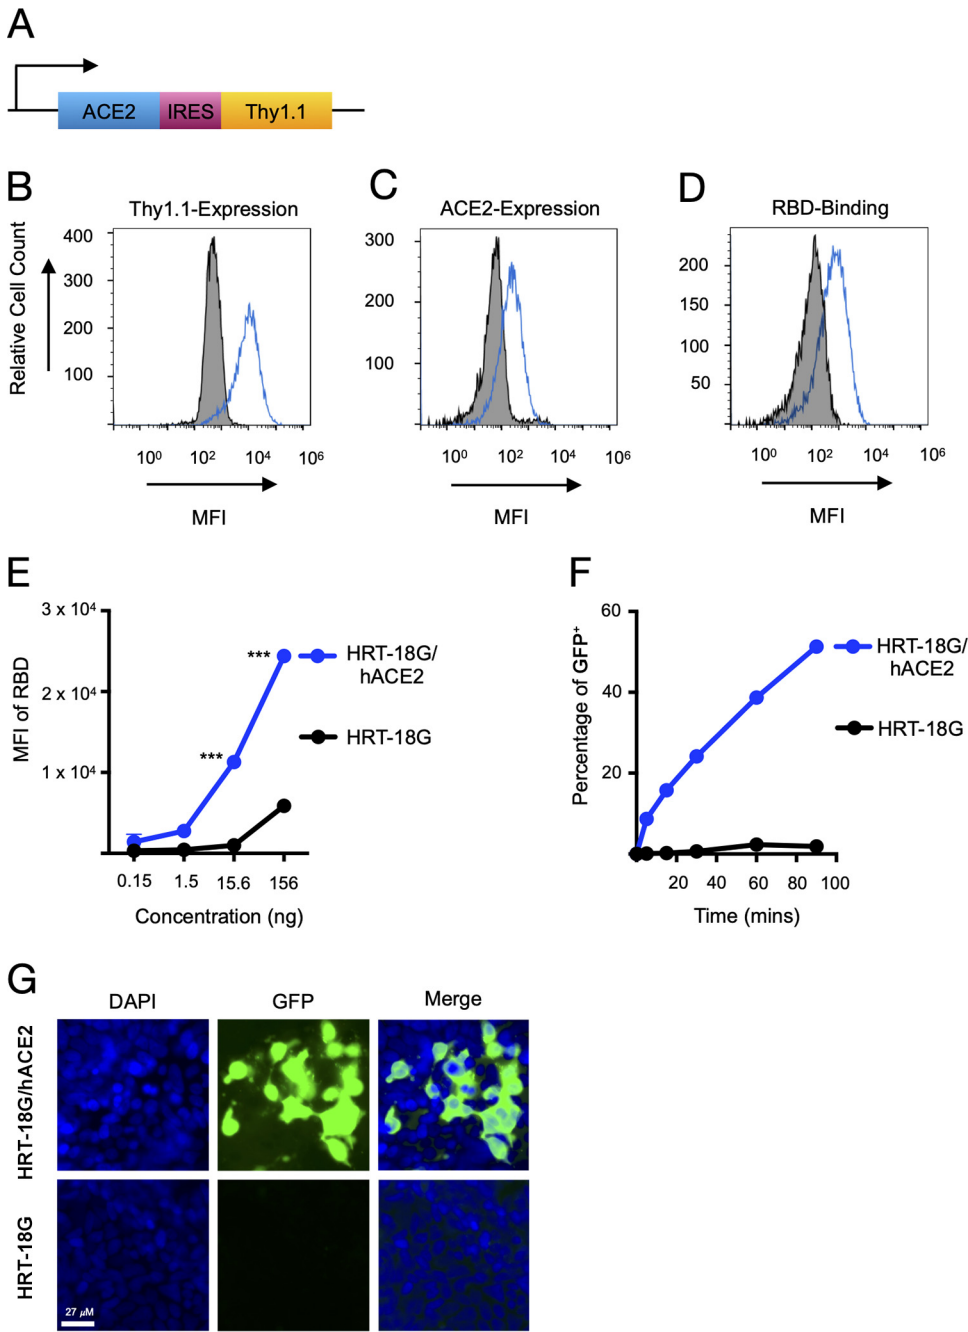 A
ACE2 IRES Thy1.1
B
Thy1.1-Expression
Relative Cell Count
400
300
200
100
10⁰ 10² 10⁴ 10⁶
MFI
C
ACE2-Expression
300
200
100
10⁰ 10² 10⁴ 10⁶
MFI
D
RBD-Binding
200
150
100
50
10⁰ 10² 10⁴ 10⁶
MFI
E
MFI of RBD
3 x 10⁴
2 x 10⁴
1 x 10⁴
***
***
HRT-18G/
hACE2
HRT-18G
0.15 1.5 15.6 156
Concentration (ng)
F
Percentage of GFP⁺
60
40
20
HRT-18G/
hACE2
HRT-18G
20 40 60 80 100
Time (mins)
G
DAPI GFP Merge
HRT-18G/hACE2
HRT-18G
27 µM